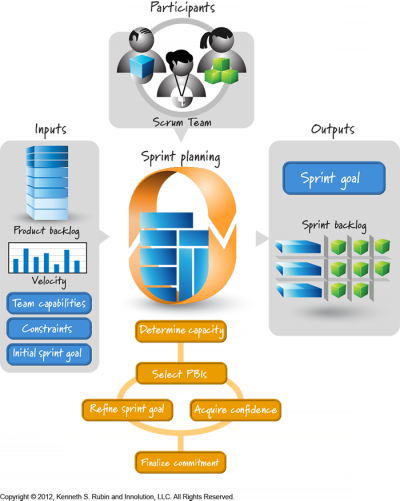 Participants
Scrum Team
Inputs
Sprint planning
Outputs
Product backlog
Velocity
Team capabilities
Constraints
Initial sprint goal
Sprint goal
Sprint backlog
Determine capacity
Select PBIs
Refine sprint goal
Acquire confidence
Finalize commitment
Copyright © 2012, Kenneth S. Rubin and Innolution, LLC. All Rights Reserved.